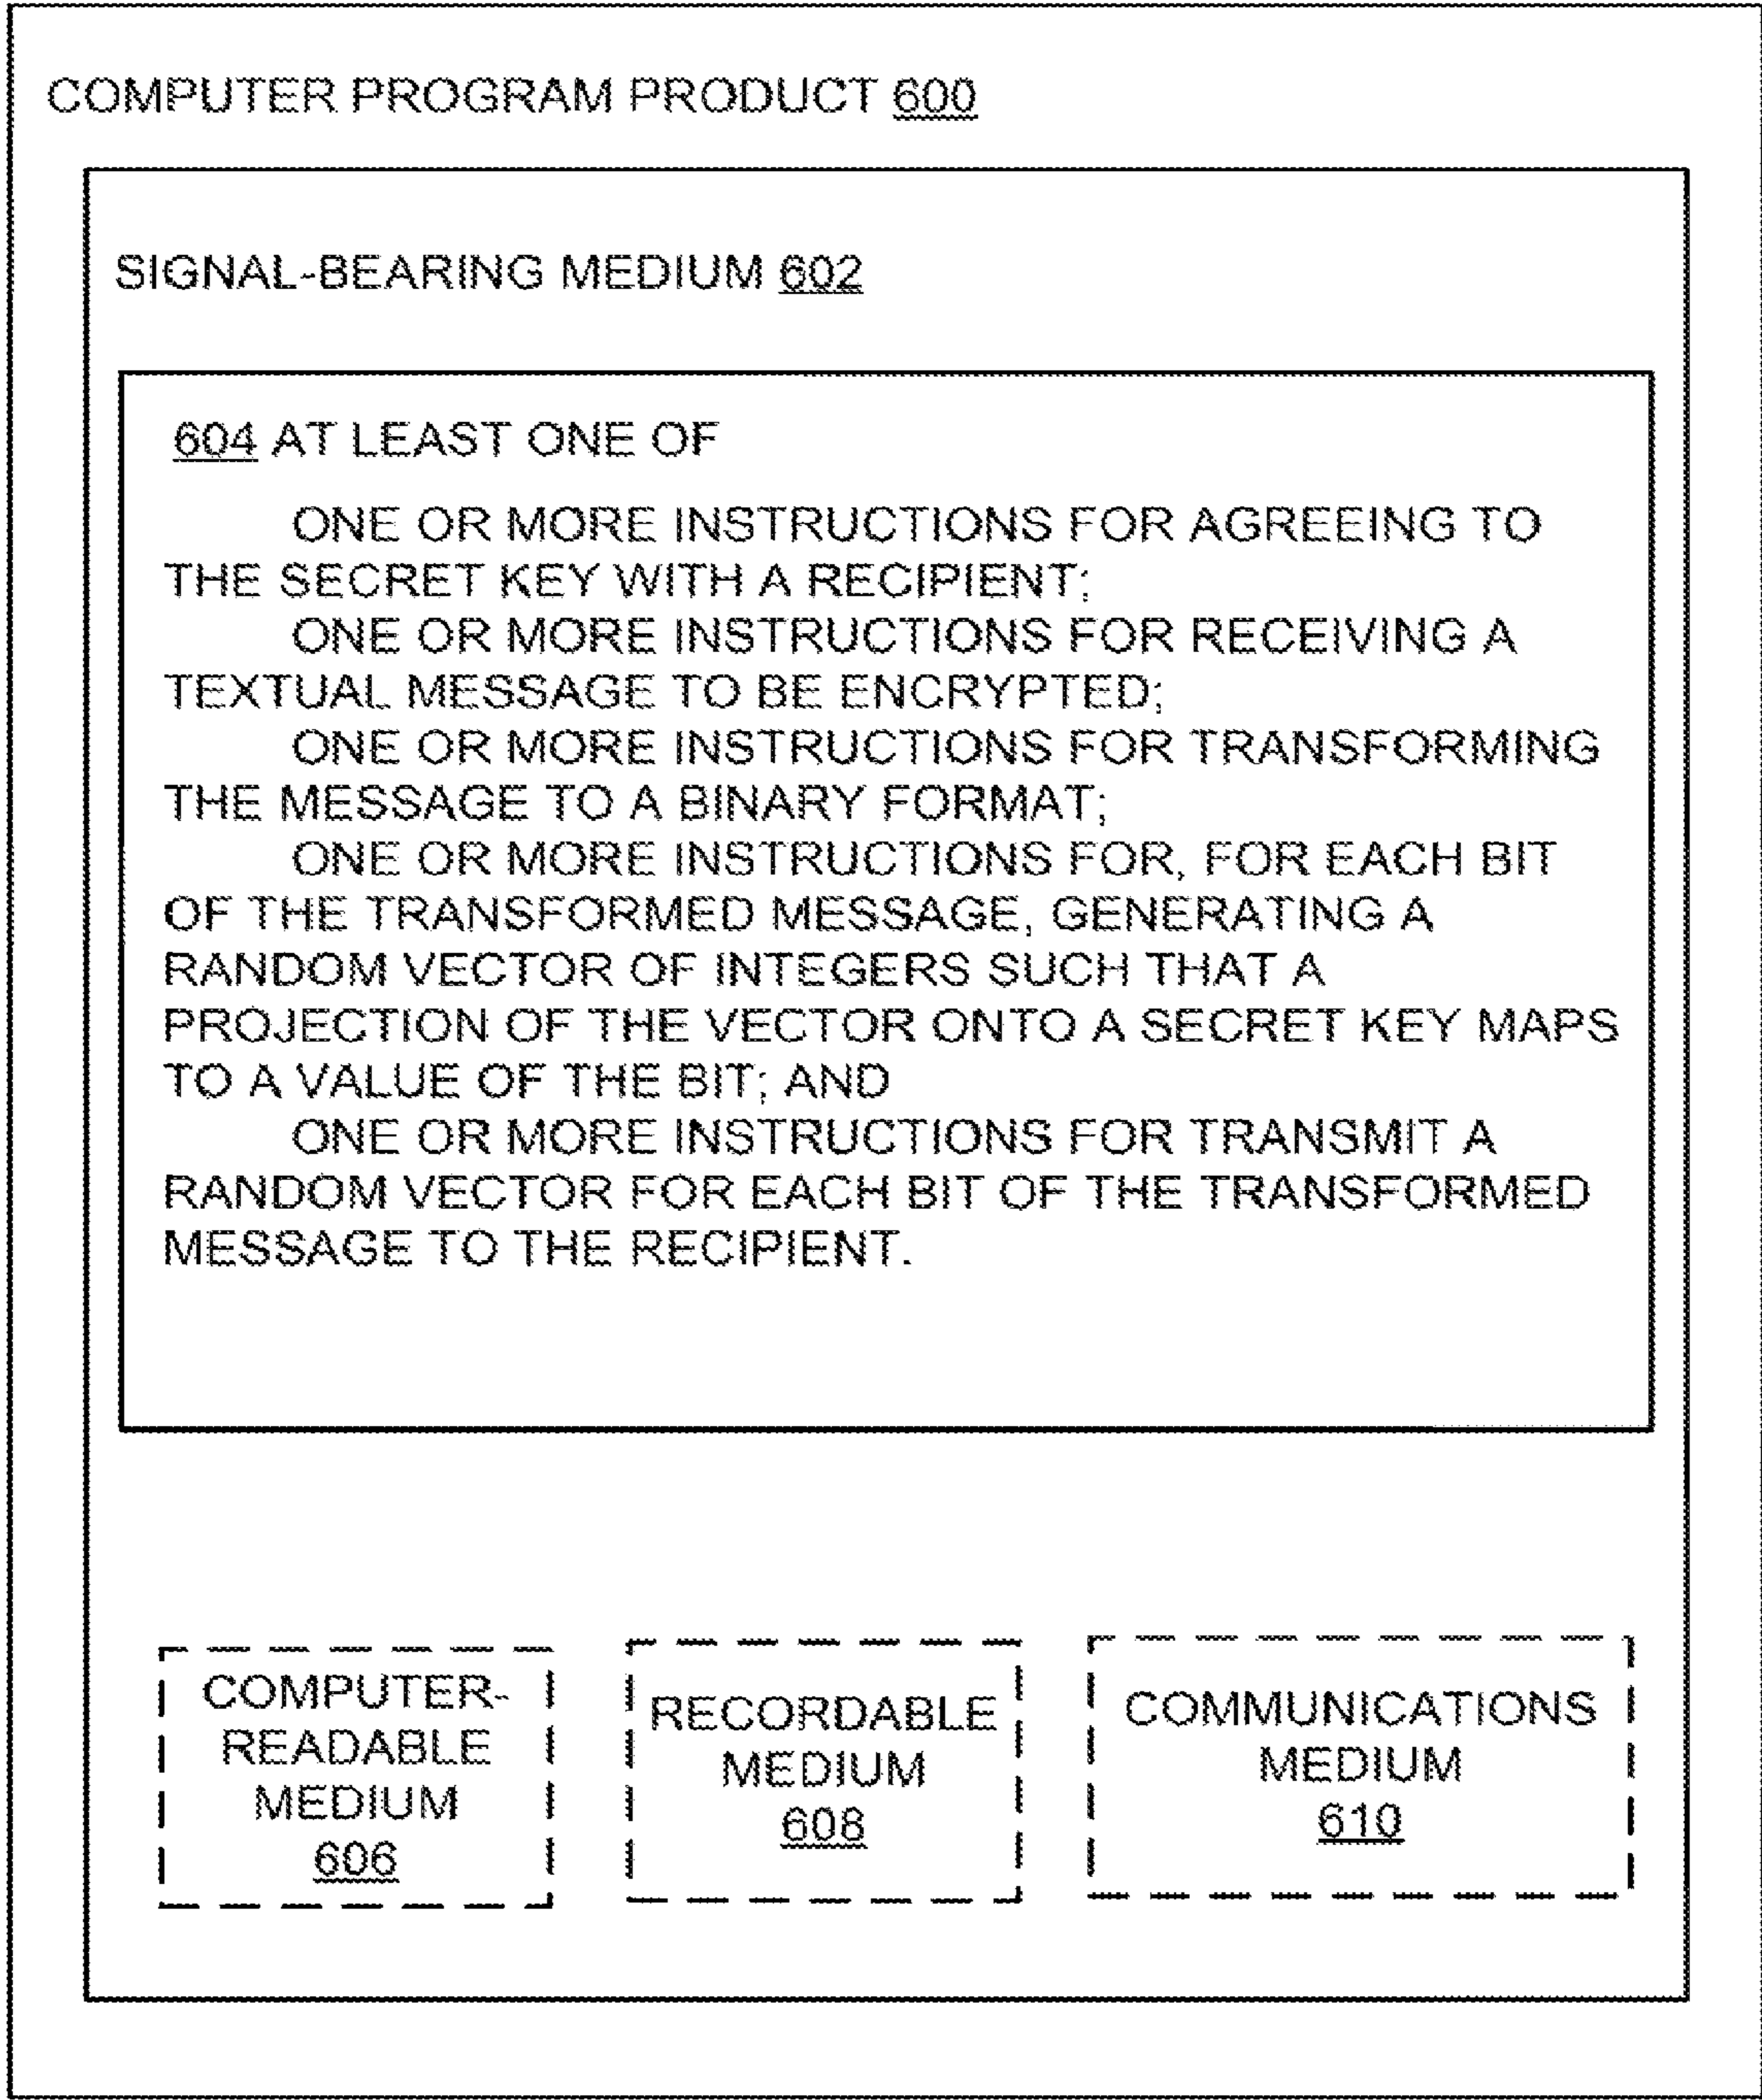 COMPUTER PROGRAM PRODUCT 600
SIGNAL-BEARING MEDIUM 602
604 AT LEAST ONE OF
ONE OR MORE INSTRUCTIONS FOR AGREEING TO
THE SECRET KEY WITH A RECIPIENT;
ONE OR MORE INSTRUCTIONS FOR RECEIVING A
TEXTUAL MESSAGE TO BE ENCRYPTED;
ONE OR MORE INSTRUCTIONS FOR TRANSFORMING
THE MESSAGE TO A BINARY FORMAT;
ONE OR MORE INSTRUCTIONS FOR, FOR EACH BIT
OF THE TRANSFORMED MESSAGE, GENERATING A
RANDOM VECTOR OF INTEGERS SUCH THAT A
PROJECTION OF THE VECTOR ONTO A SECRET KEY MAPS
TO A VALUE OF THE BIT; AND
ONE OR MORE INSTRUCTIONS FOR TRANSMIT A
RANDOM VECTOR FOR EACH BIT OF THE TRANSFORMED
MESSAGE TO THE RECIPIENT.
COMPUTER-
READABLE
MEDIUM
606
RECORDABLE
MEDIUM
608
COMMUNICATIONS
MEDIUM
610